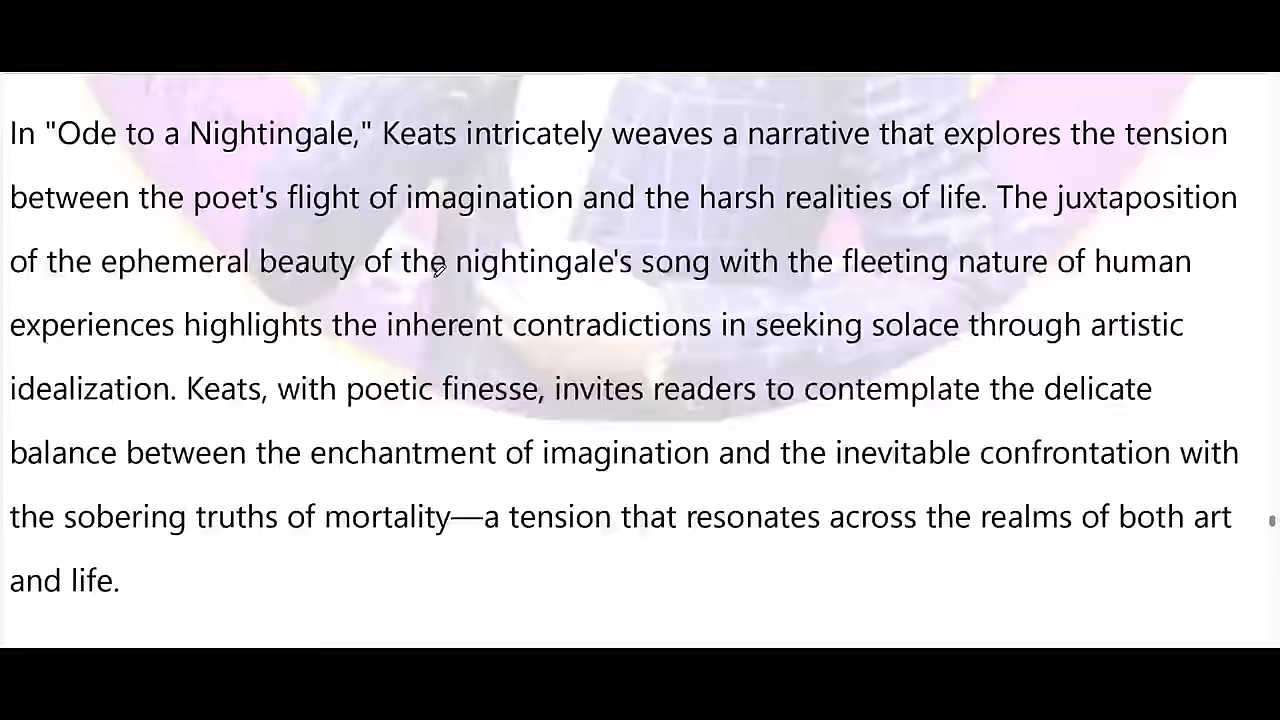 In "Ode to a Nightingale," Keats intricately weaves a narrative that explores the tension
between the poet's flight of imagination and the harsh realities of life. The juxtaposition
of the ephemeral beauty of the nightingale's song with the fleeting nature of human
experiences highlights the inherent contradictions in seeking solace through artistic
idealization. Keats, with poetic finesse, invites readers to contemplate the delicate
balance between the enchantment of imagination and the inevitable confrontation with
the sobering truths of mortality—a tension that resonates across the realms of both art
and life.